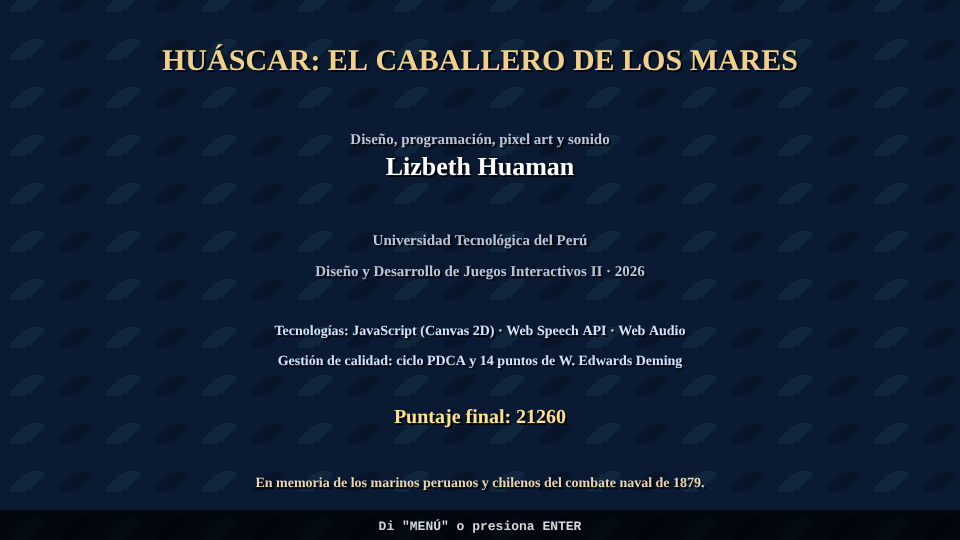 HUÁSCAR: EL CABALLERO DE LOS MARES
Diseño, programación, pixel art y sonido
Lizbeth Huaman
Universidad Tecnológica del Perú
Diseño y Desarrollo de Juegos Interactivos II · 2026
Tecnologías: JavaScript (Canvas 2D) · Web Speech API · Web Audio
Gestión de calidad: ciclo PDCA y 14 puntos de W. Edwards Deming
Puntaje final: 21260
En memoria de los marinos peruanos y chilenos del combate naval de 1879.
Di "MENÚ" o presiona ENTER